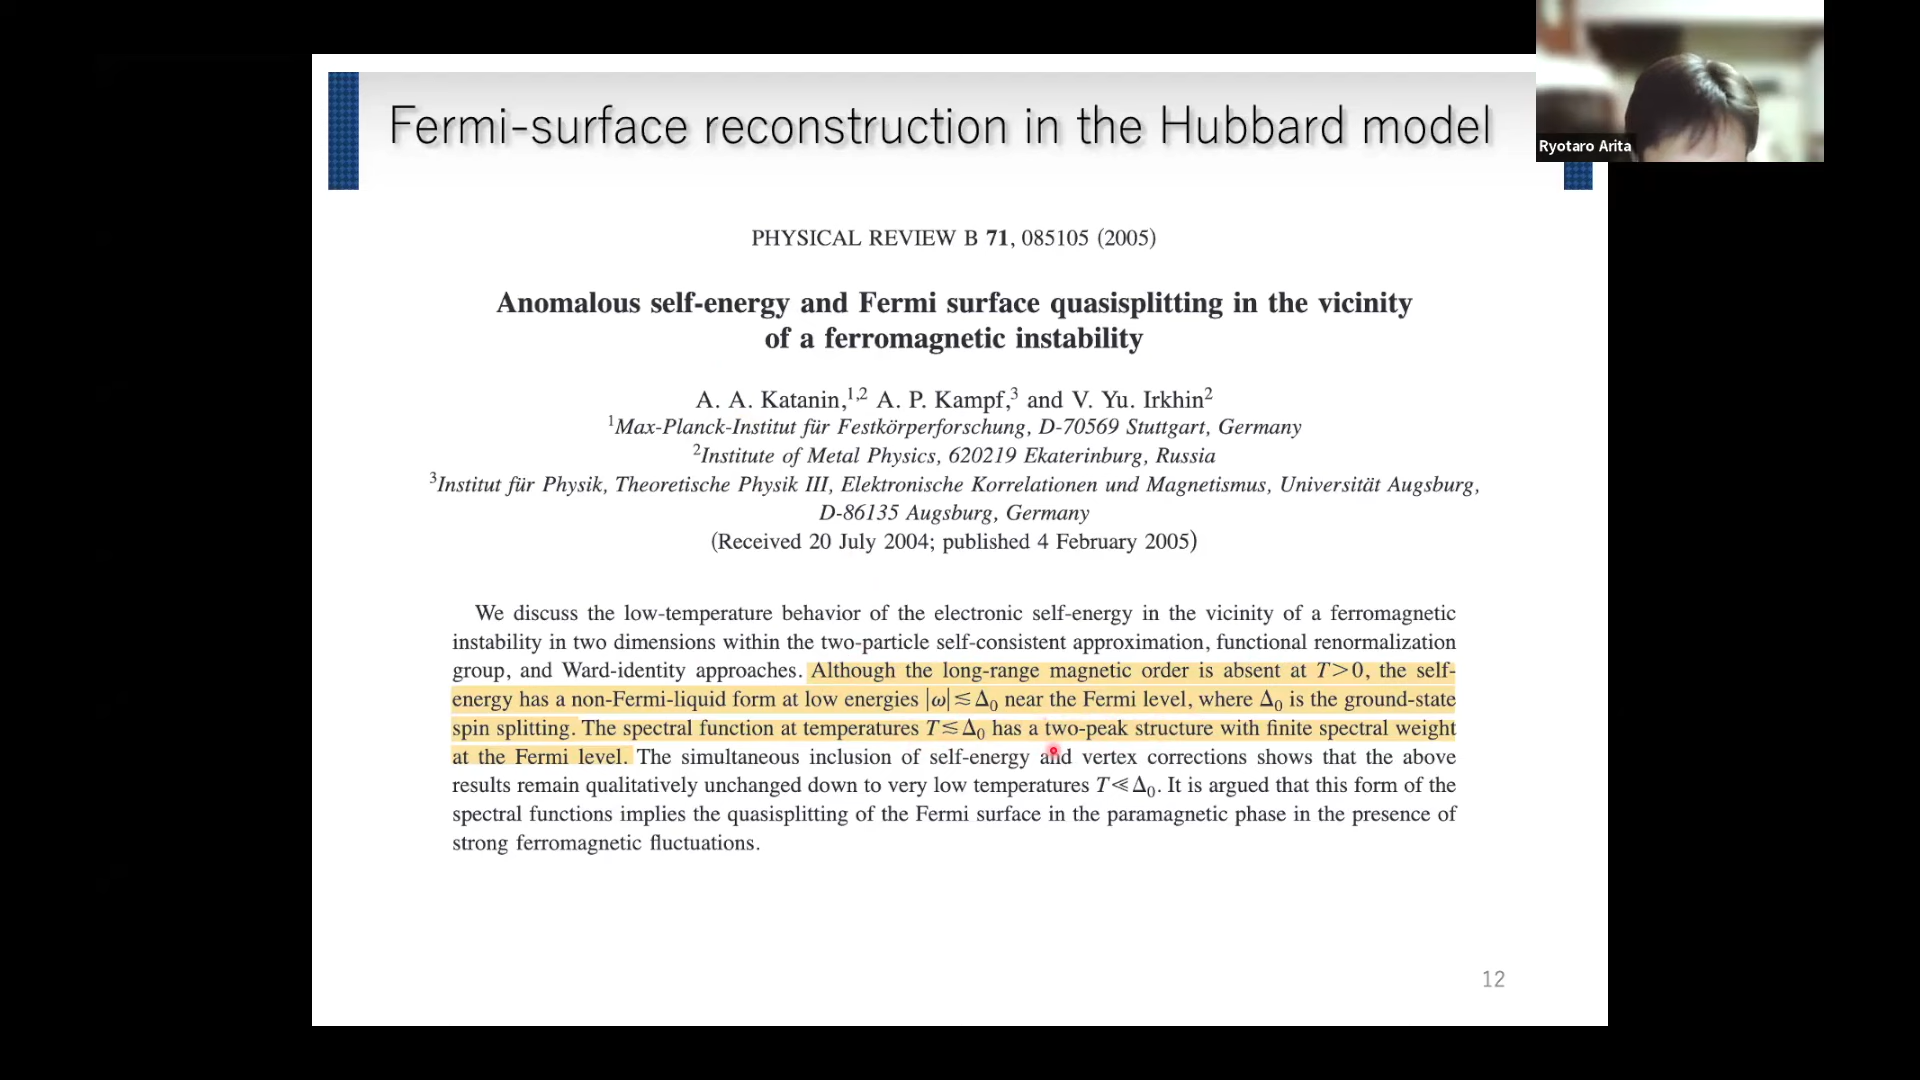 Fermi-surface reconstruction in the Hubbard model
Ryotaro Arita
PHYSICAL REVIEW B 71, 085105 (2005)
Anomalous self-energy and Fermi surface quasisplitting in the vicinity
of a ferromagnetic instability
A. A. Katanin,1,2 A. P. Kampf,3 and V. Yu. Irkhin2
1Max-Planck-Institut für Festkörperforschung, D-70569 Stuttgart, Germany
2Institute of Metal Physics, 620219 Ekaterinburg, Russia
3Institut für Physik, Theoretische Physik III, Elektronische Korrelationen und Magnetismus, Universität Augsburg,
D-86135 Augsburg, Germany
(Received 20 July 2004; published 4 February 2005)
We discuss the low-temperature behavior of the electronic self-energy in the vicinity of a ferromagnetic
instability in two dimensions within the two-particle self-consistent approximation, functional renormalization
group, and Ward-identity approaches. Although the long-range magnetic order is absent at T>0, the self-
energy has a non-Fermi-liquid form at low energies |ω|≲Δ0 near the Fermi level, where Δ0 is the ground-state
spin splitting. The spectral function at temperatures T≲Δ0 has a two-peak structure with finite spectral weight
at the Fermi level. The simultaneous inclusion of self-energy and vertex corrections shows that the above
results remain qualitatively unchanged down to very low temperatures T≪Δ0. It is argued that this form of the
spectral functions implies the quasisplitting of the Fermi surface in the paramagnetic phase in the presence of
strong ferromagnetic fluctuations.
12